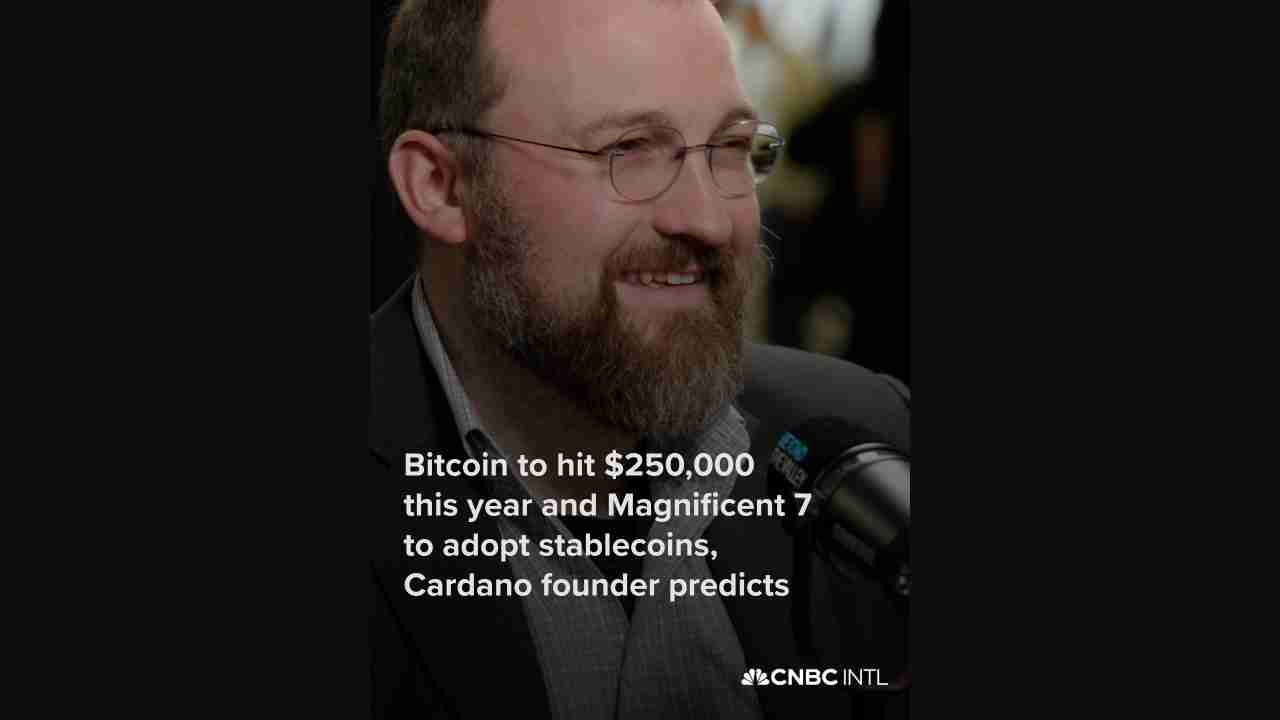 Bitcoin to hit $250,000
this year and Magnificent 7
to adopt stablecoins,
Cardano founder predicts
CNBC INTL